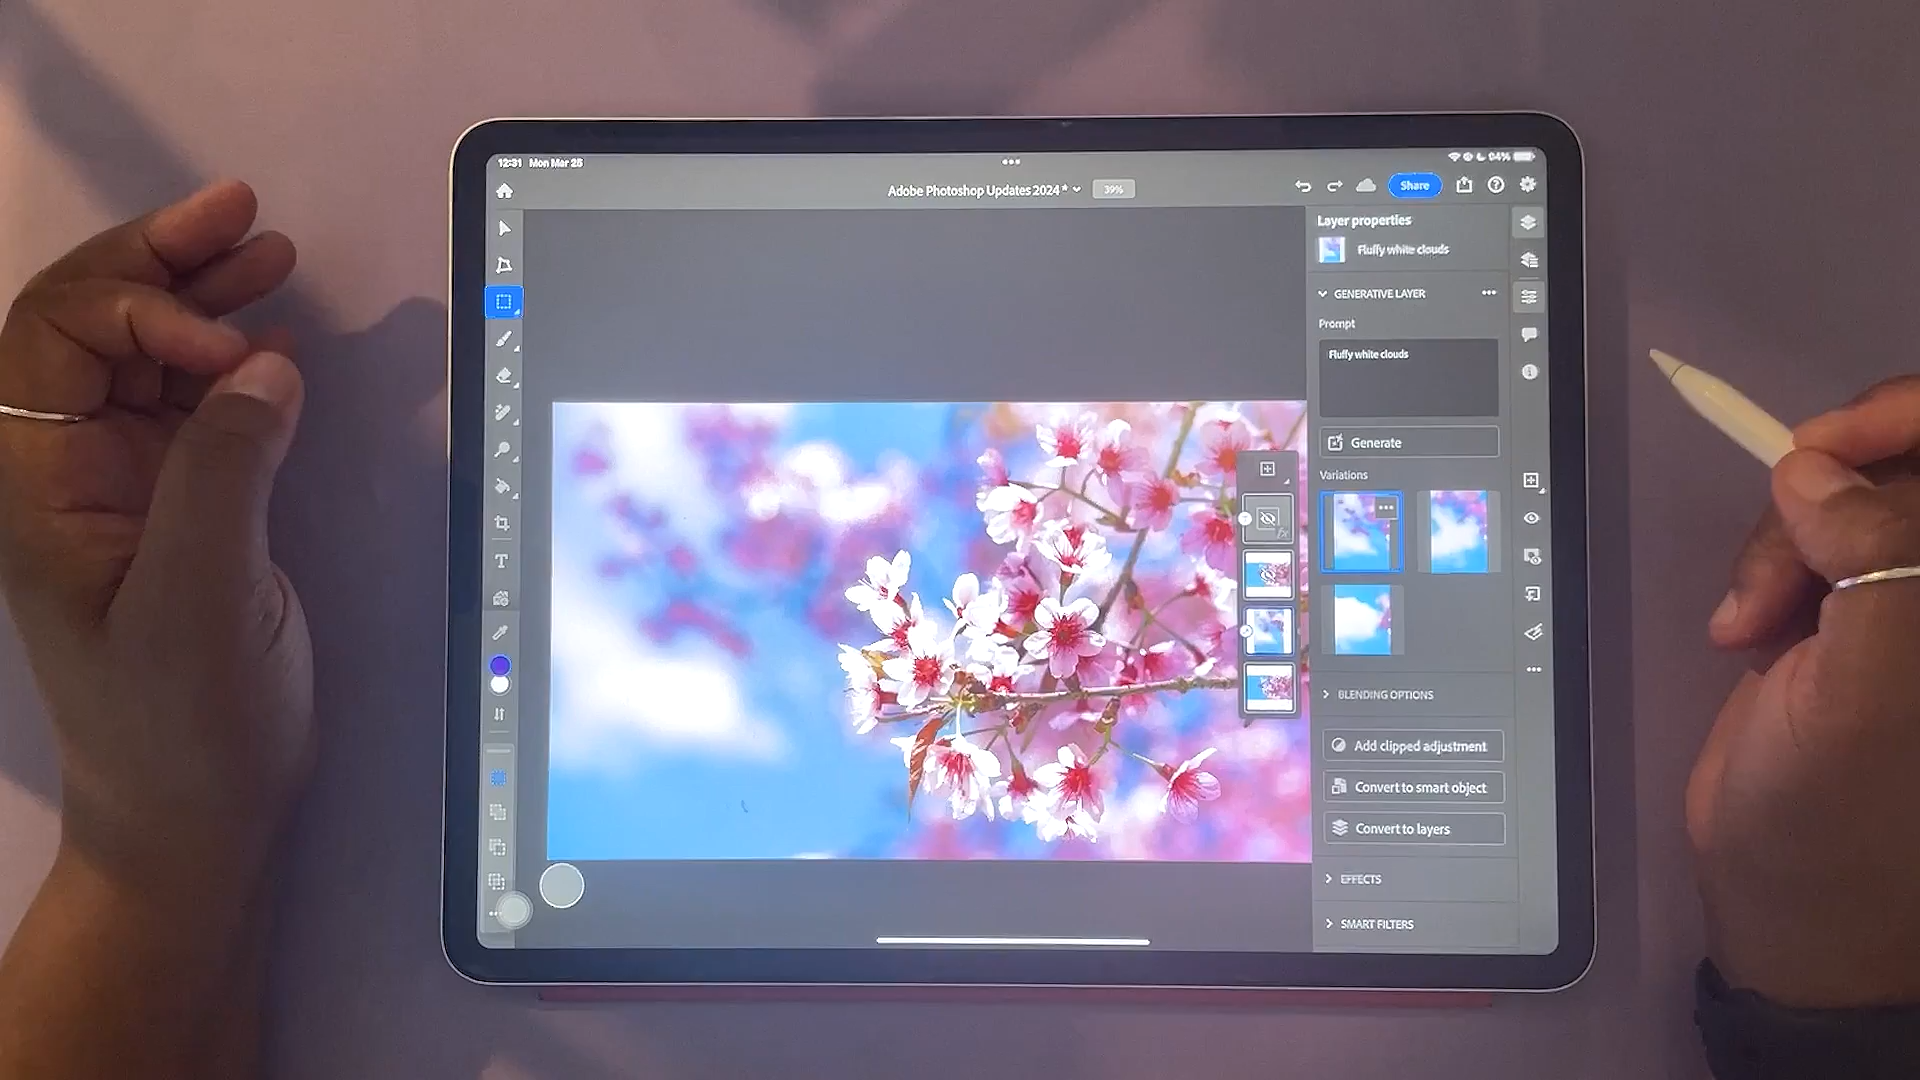 12:31 Mon Mar 25
94%
Adobe Photoshop Updates 2024 *
39%
Share
Layer properties
Fluffy white clouds
GENERATIVE LAYER
Prompt
Fluffy white clouds
Generate
Variations
fx
T
BLENDING OPTIONS
Add clipped adjustment
Convert to smart object
Convert to layers
EFFECTS
SMART FILTERS